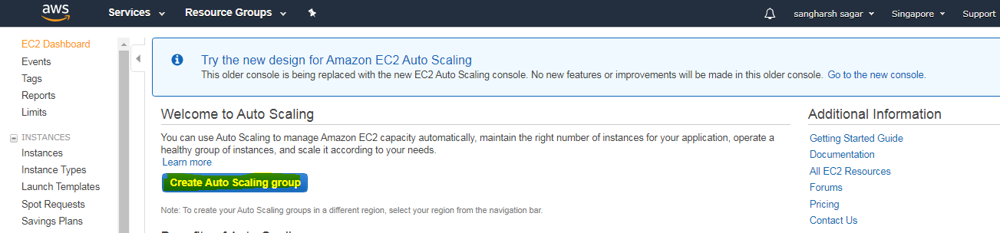 aws Services Resource Groups sangharsh sagar Singapore Support
EC2 Dashboard
Events
Tags
Reports
Limits
INSTANCES
Instances
Instance Types
Launch Templates
Spot Requests
Savings Plans
Try the new design for Amazon EC2 Auto Scaling
This older console is being replaced with the new EC2 Auto Scaling console. No new features or improvements will be made in this older console. Go to the new console.
Welcome to Auto Scaling
You can use Auto Scaling to manage Amazon EC2 capacity automatically, maintain the right number of instances for your application, operate a
healthy group of instances, and scale it according to your needs.
Learn more
Create Auto Scaling group
Note: To create your Auto Scaling groups in a different region, select your region from the navigation bar.
Additional Information
Getting Started Guide
Documentation
All EC2 Resources
Forums
Pricing
Contact Us